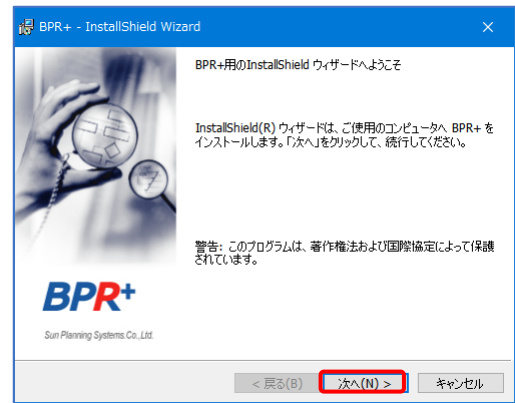 BPR+ - InstallShield Wizard
BPR+用のInstallShield ウィザードへようこそ
InstallShield(R) ウィザードは、ご使用のコンピュータへ BPR+ を
インストールします。「次へ」をクリックして、続行してください。
警告: このプログラムは、著作権法および国際協定によって保護
されています。
BPR+
Sun Planning Systems.Co.,Ltd.
< 戻る(B)
次へ(N) >
キャンセル